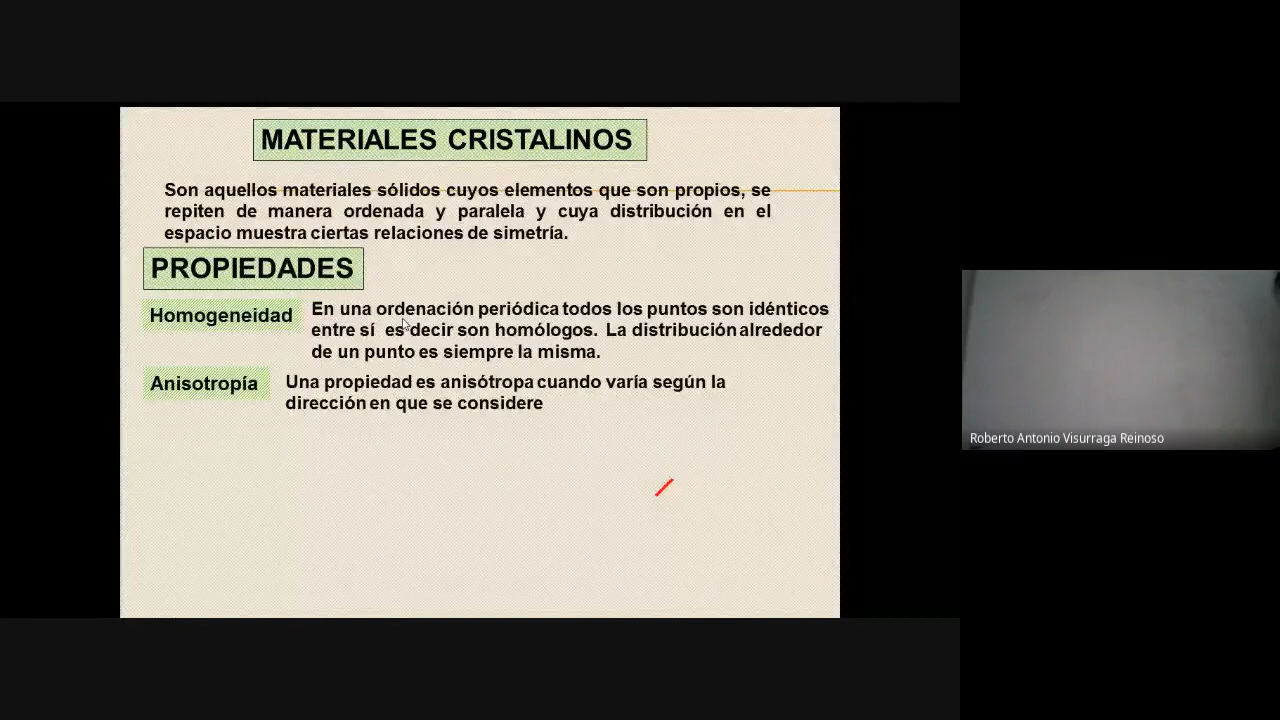 MATERIALES CRISTALINOS
Son aquellos materiales sólidos cuyos elementos que son propios, se
repiten de manera ordenada y paralela y cuya distribución en el
espacio muestra ciertas relaciones de simetría.
PROPIEDADES
Homogeneidad
En una ordenación periódica todos los puntos son idénticos
entre sí es decir son homólogos. La distribución alrededor
de un punto es siempre la misma.
Anisotropía
Una propiedad es anisótropa cuando varía según la
dirección en que se considere
Roberto Antonio Visurraga Reinoso